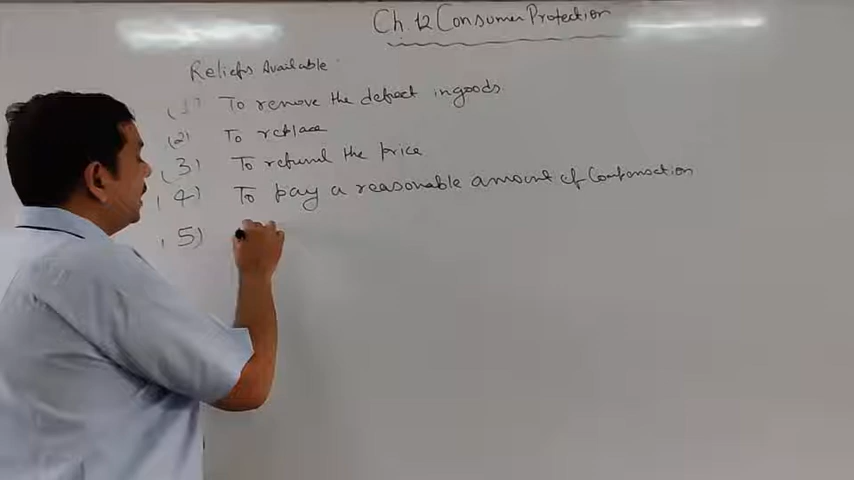 Ch. 12 Consumer Protection
Reliefs Available:
(1) To remove the defect in goods.
(2) To replace
(3) To refund the price
(4) To pay a reasonable amount of Compensaction
(5)